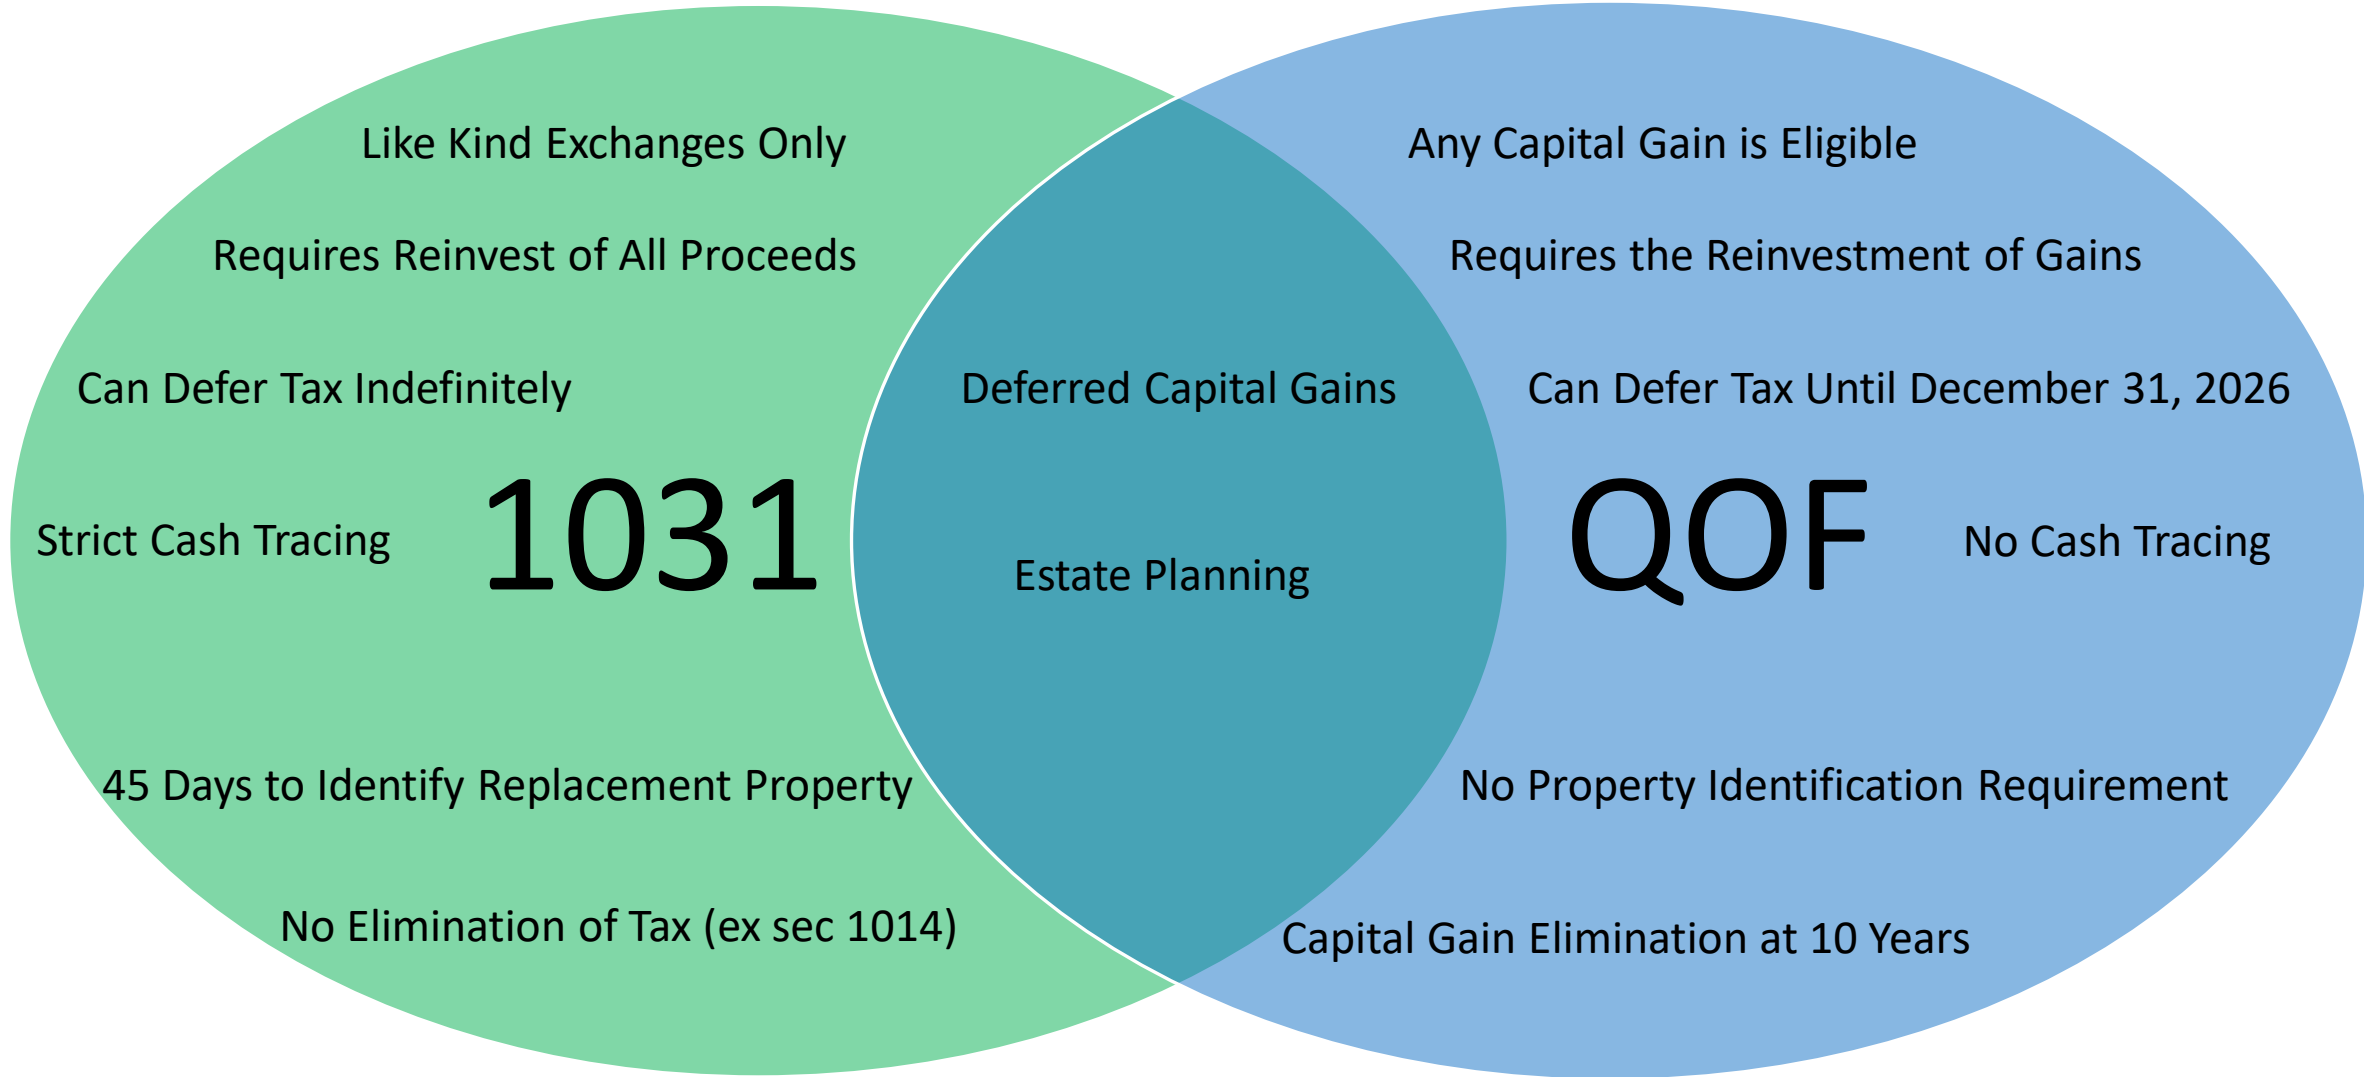 Like Kind Exchanges Only
Requires Reinvest of All Proceeds
Can Defer Tax Indefinitely
Strict Cash Tracing
1031
45 Days to Identify Replacement Property
No Elimination of Tax (ex sec 1014)
Deferred Capital Gains
Estate Planning
Any Capital Gain is Eligible
Requires the Reinvestment of Gains
Can Defer Tax Until December 31, 2026
QOF
No Cash Tracing
No Property Identification Requirement
Capital Gain Elimination at 10 Years